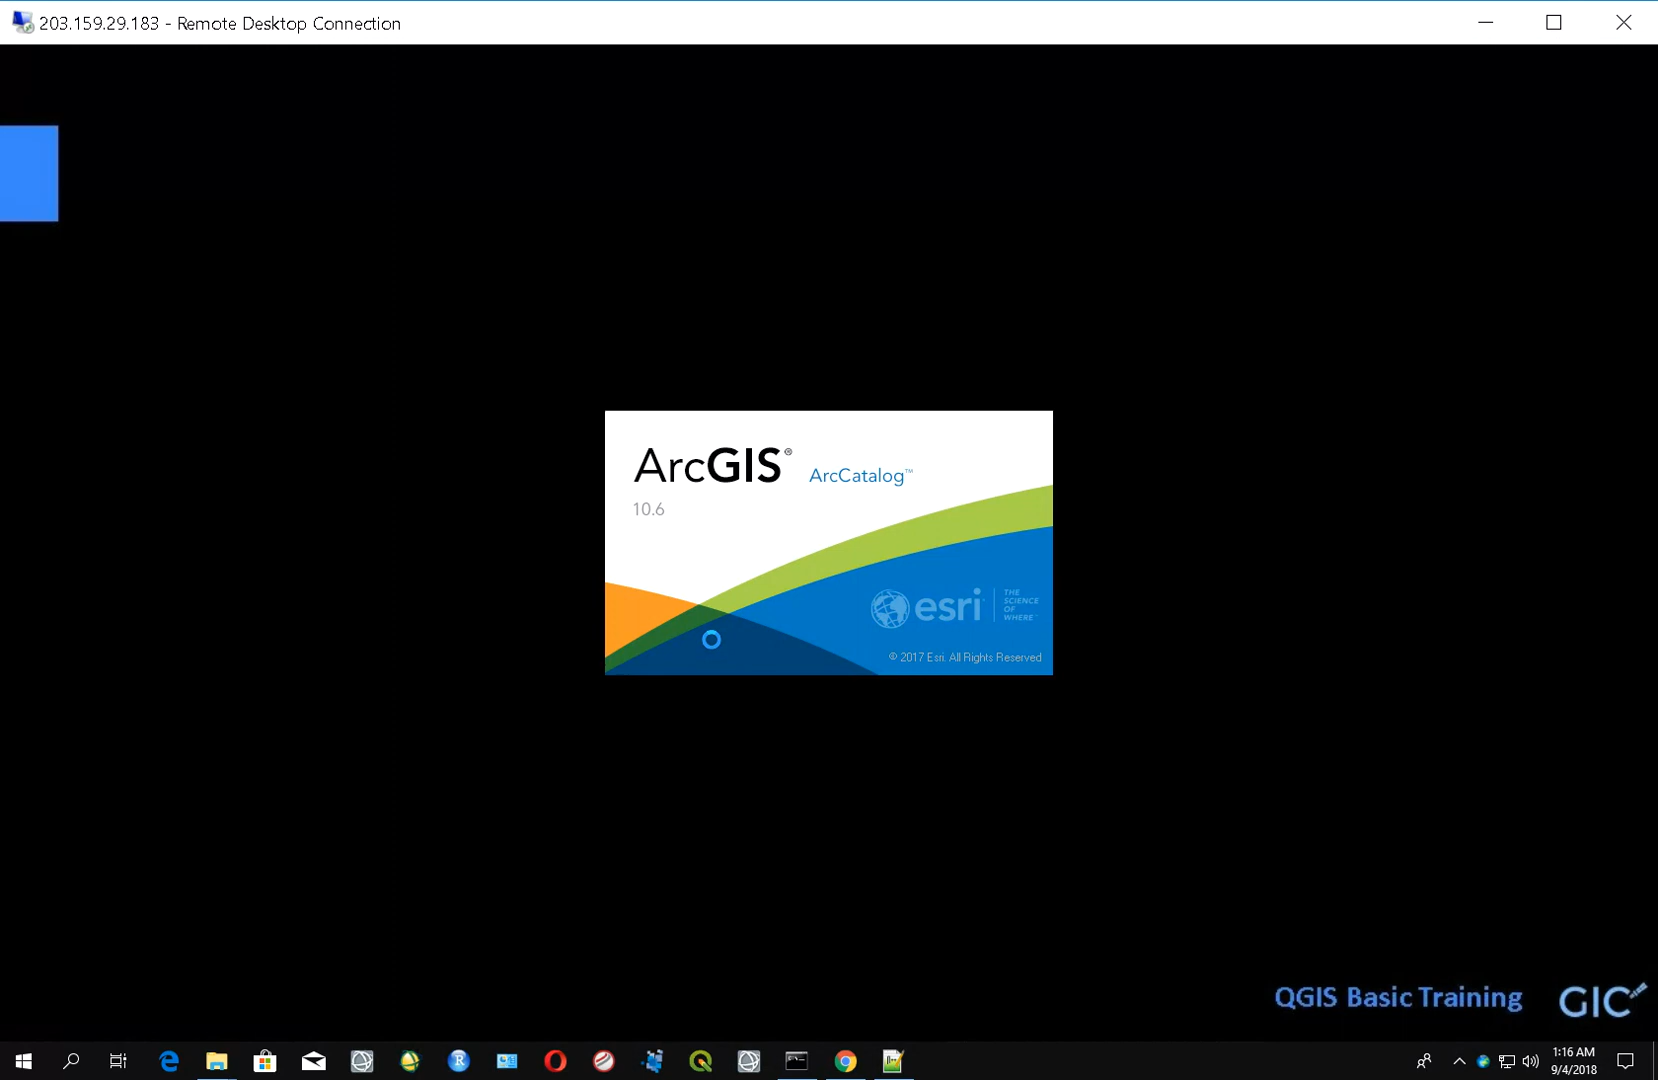 203.159.29.183 - Remote Desktop Connection
ArcGIS® ArcCatalog™
10.6
esri
THE
SCIENCE
OF
WHERE™
© 2017 Esri. All Rights Reserved
QGIS Basic Training GIC
1:16 AM
9/4/2018